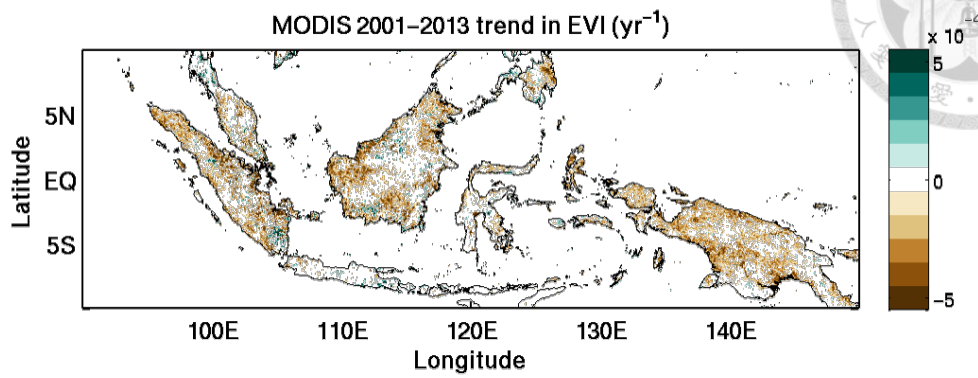 MODIS 2001–2013 trend in EVI (yr⁻¹)
x 10⁻⁴
5
0
−5
5N
EQ
5S
Latitude
100E 110E 120E 130E 140E
Longitude
愛